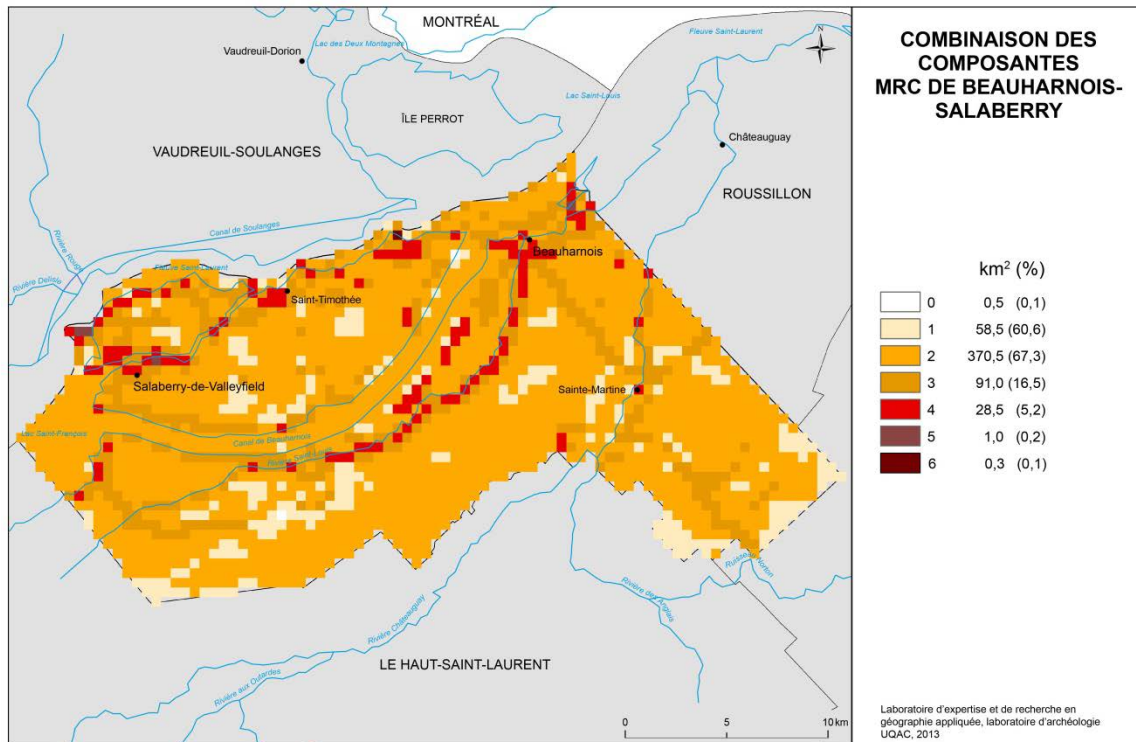 COMBINAISON DES
COMPOSANTES
MRC DE BEAUHARNOIS-
SALABERRY
MONTRÉAL
Fleuve Saint-Laurent
N
Lac des Deux Montagnes
Vaudreuil-Dorion
Lac Saint-Louis
ÎLE PERROT
Châteauguay
VAUDREUIL-SOULANGES
ROUSSILLON
Canal de Soulanges
Rivière Rouge
Beauharnois
Fleuve Saint-Laurent
Rivière Delisle
Saint-Timothée
Salaberry-de-Valleyfield
Sainte-Martine
Lac Saint-François
Canal de Beauharnois
Rivière Saint-Louis
Ruisseau Norton
Rivière des Anglais
Rivière Châteauguay
LE HAUT-SAINT-LAURENT
Rivière aux Outardes
0 5 10 km
km² (%)
0 0,5 (0,1)
1 58,5 (60,6)
2 370,5 (67,3)
3 91,0 (16,5)
4 28,5 (5,2)
5 1,0 (0,2)
6 0,3 (0,1)
Laboratoire d'expertise et de recherche en
géographie appliquée, laboratoire d'archéologie
UQAC, 2013